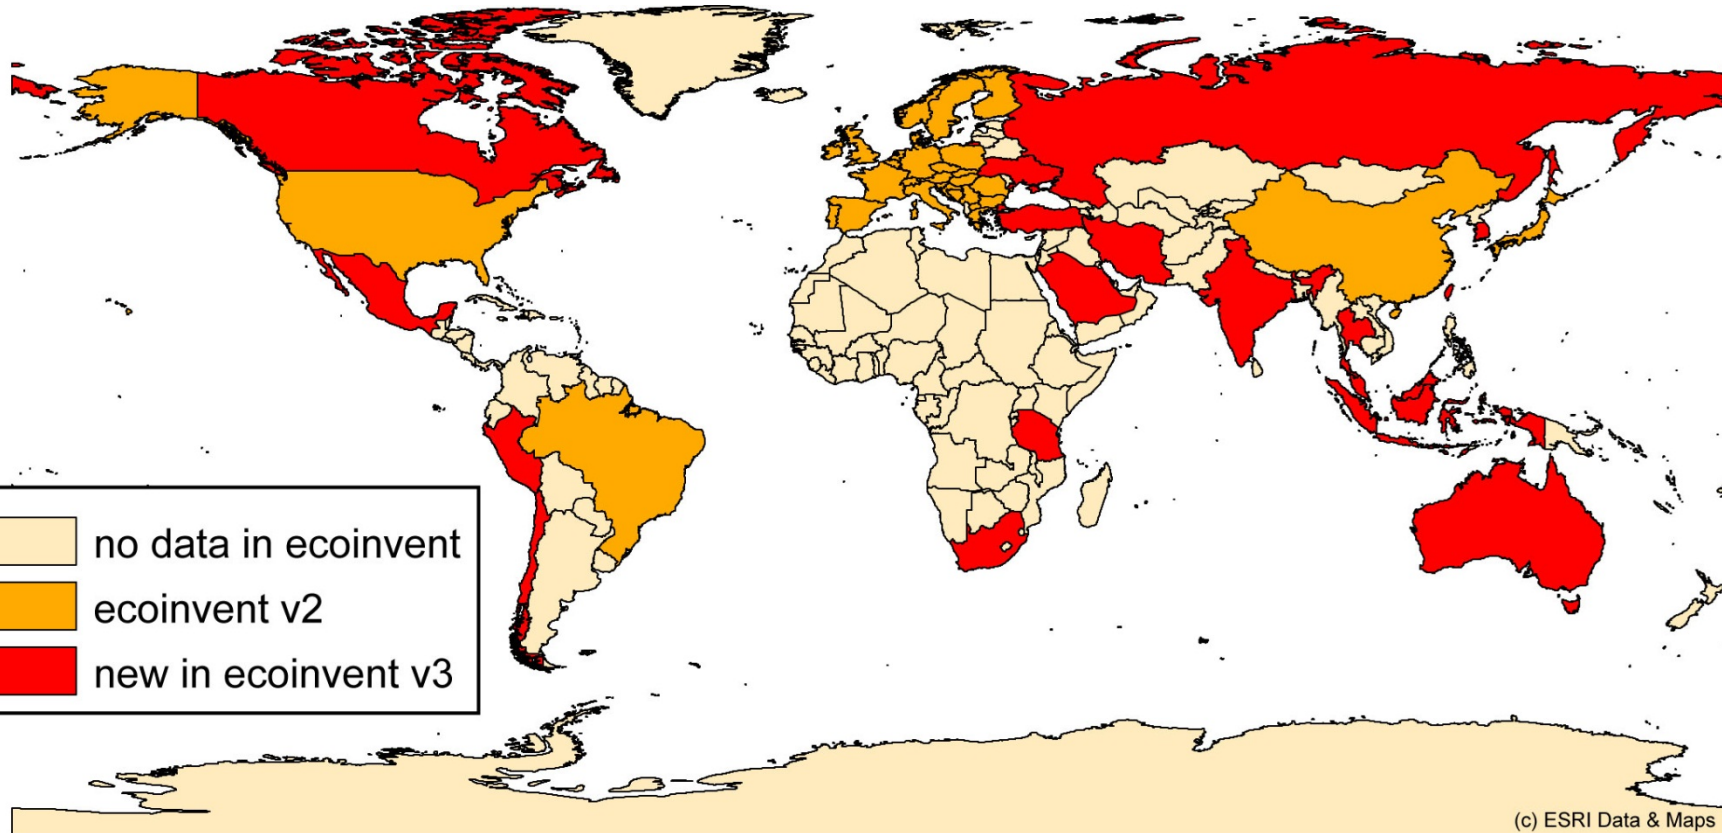 no data in ecoinvent
ecoinvent v2
new in ecoinvent v3
(c) ESRI Data & Maps